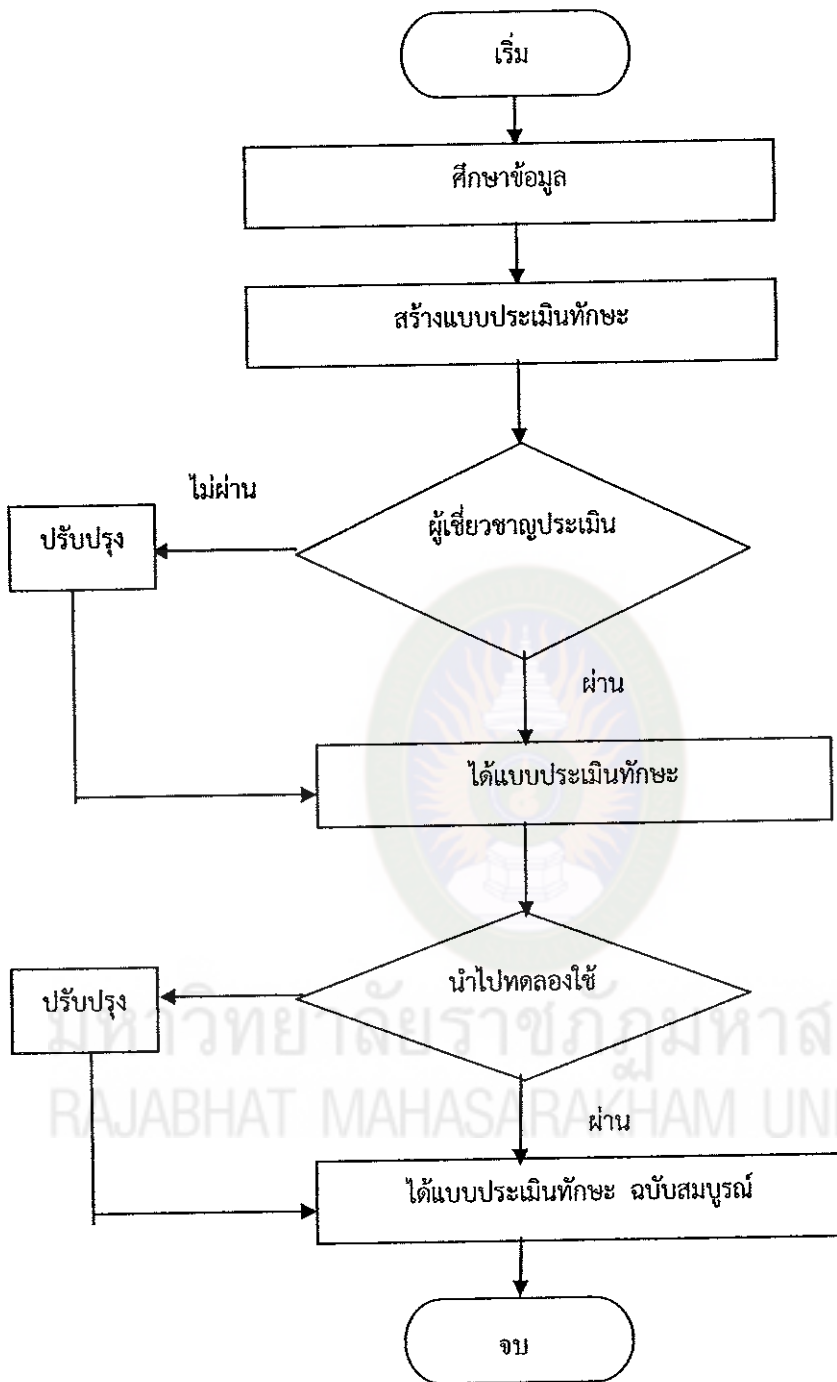 เริ่ม
ศึกษาข้อมูล
สร้างแบบประเมินทักษะ
ไม่ผ่าน
ปรับปรุง
ผู้เชี่ยวชาญประเมิน
ผ่าน
ได้แบบประเมินทักษะ
นำไปทดลองใช้
ปรับปรุง
มหาวิทยาลัยราชภัฏมหาส
RAJABHAT MAHASARAKHAM UNI
ผ่าน
ได้แบบประเมินทักษะ ฉบับสมบูรณ์
จบ